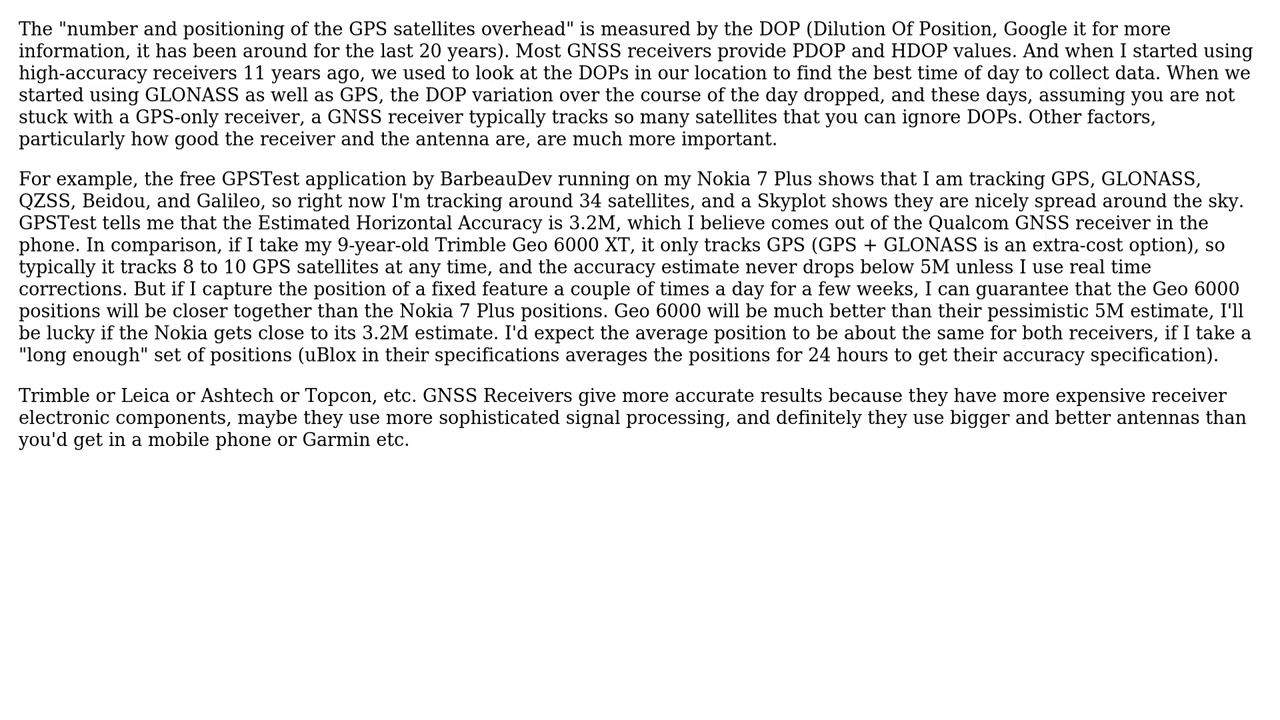 The "number and positioning of the GPS satellites overhead" is measured by the DOP (Dilution Of Position, Google it for more
information, it has been around for the last 20 years). Most GNSS receivers provide PDOP and HDOP values. And when I started using
high-accuracy receivers 11 years ago, we used to look at the DOPs in our location to find the best time of day to collect data. When we
started using GLONASS as well as GPS, the DOP variation over the course of the day dropped, and these days, assuming you are not
stuck with a GPS-only receiver, a GNSS receiver typically tracks so many satellites that you can ignore DOPs. Other factors,
particularly how good the receiver and the antenna are, are much more important.
For example, the free GPSTest application by BarbeauDev running on my Nokia 7 Plus shows that I am tracking GPS, GLONASS,
QZSS, Beidou, and Galileo, so right now I'm tracking around 34 satellites, and a Skyplot shows they are nicely spread around the sky.
GPSTest tells me that the Estimated Horizontal Accuracy is 3.2M, which I believe comes out of the Qualcom GNSS receiver in the
phone. In comparison, if I take my 9-year-old Trimble Geo 6000 XT, it only tracks GPS (GPS + GLONASS is an extra-cost option), so
typically it tracks 8 to 10 GPS satellites at any time, and the accuracy estimate never drops below 5M unless I use real time
corrections. But if I capture the position of a fixed feature a couple of times a day for a few weeks, I can guarantee that the Geo 6000
positions will be closer together than the Nokia 7 Plus positions. Geo 6000 will be much better than their pessimistic 5M estimate, I'll
be lucky if the Nokia gets close to its 3.2M estimate. I'd expect the average position to be about the same for both receivers, if I take a
"long enough" set of positions (uBlox in their specifications averages the positions for 24 hours to get their accuracy specification).
Trimble or Leica or Ashtech or Topcon, etc. GNSS Receivers give more accurate results because they have more expensive receiver
electronic components, maybe they use more sophisticated signal processing, and definitely they use bigger and better antennas than
you'd get in a mobile phone or Garmin etc.